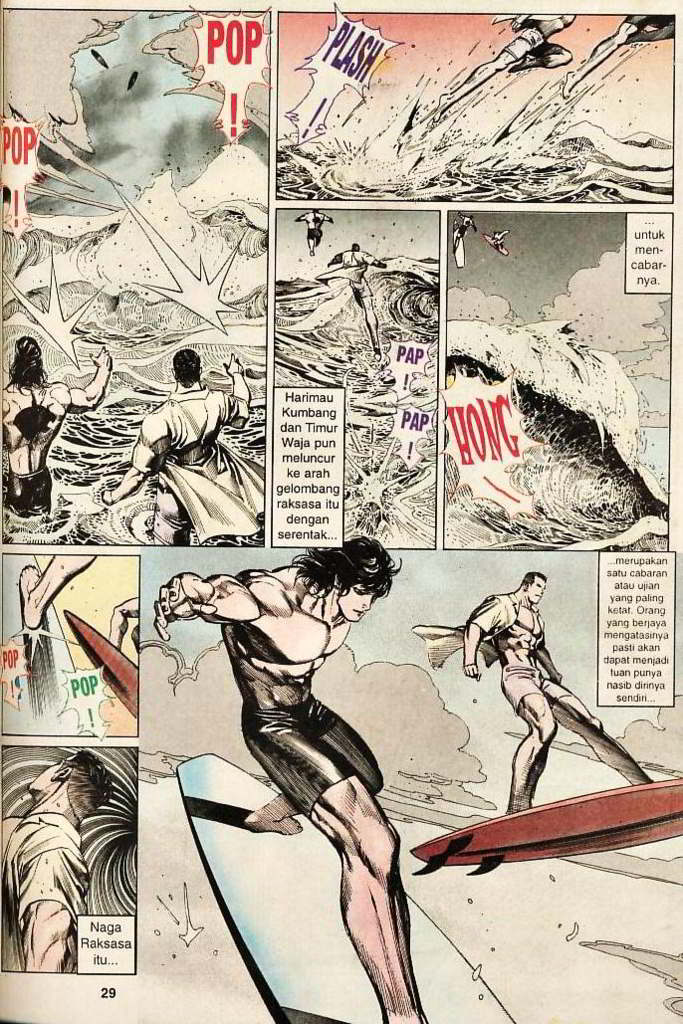 POP
!
POP
!
PLASH
!
Harimau
Kumbang
dan Timur
Waja pun
meluncur
ke arah
gelombang
raksasa itu
dengan
serentak...
PAP
!
PAP
!
...
untuk
men-
cabar-
nya.
HONG
POP
!
POP
!
Naga
Raksasa
itu...
...merupakan
satu cabaran
atau ujian
yang paling
ketat. Orang
yang berjaya
mengatasinya
pasti akan
dapat menjadi
tuan punya
nasib dirinya
sendiri...
29